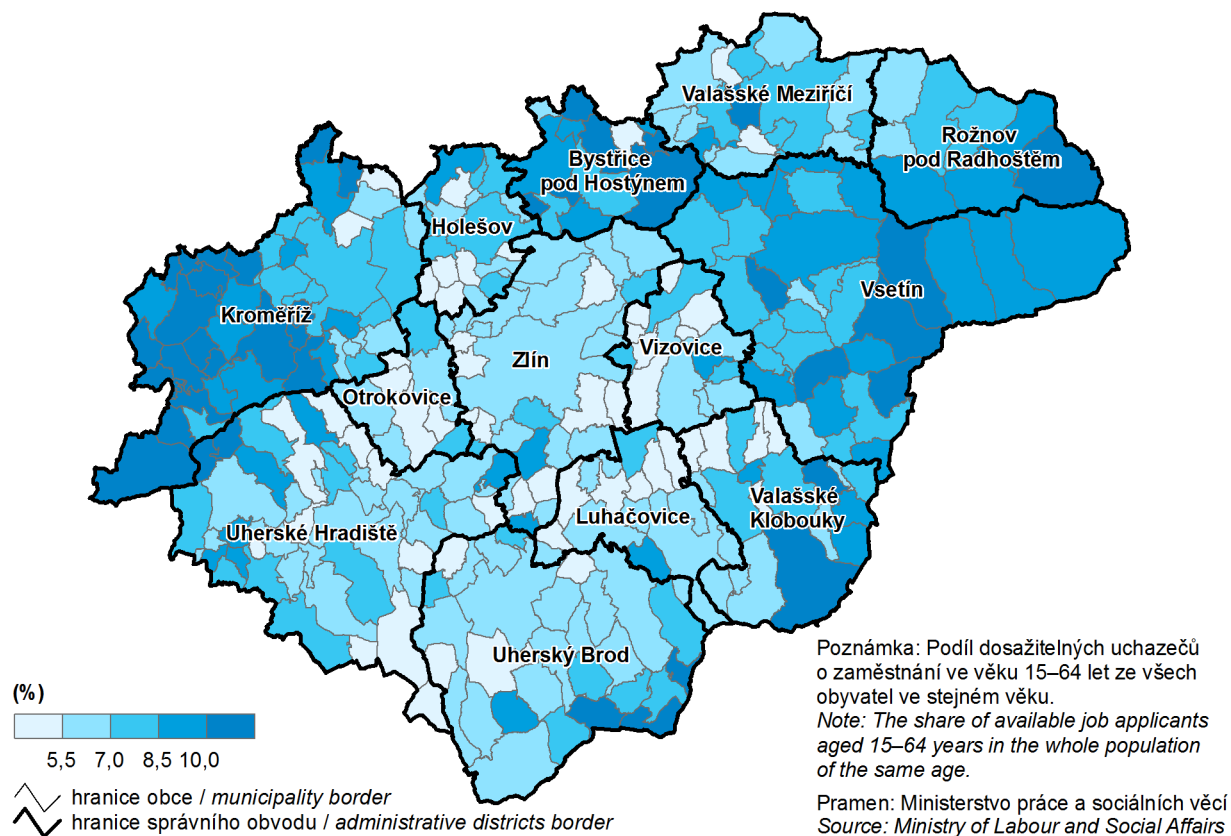 Valašské Meziříčí
Rožnov
pod Radhoštěm
Bystřice
pod Hostýnem
Holešov
Vsetín
Kroměříž
Zlín
Vizovice
Otrokovice
Valašské
Klobouky
Luhačovice
Uherské Hradiště
Uherský Brod
(%)
5,5 7,0 8,5 10,0
hranice obce / municipality border
hranice správního obvodu / administrative districts border
Poznámka: Podíl dosažitelných uchazečů
o zaměstnání ve věku 15–64 let ze všech
obyvatel ve stejném věku.
Note: The share of available job applicants
aged 15–64 years in the whole population
of the same age.
Pramen: Ministerstvo práce a sociálních věcí
Source: Ministry of Labour and Social Affairs